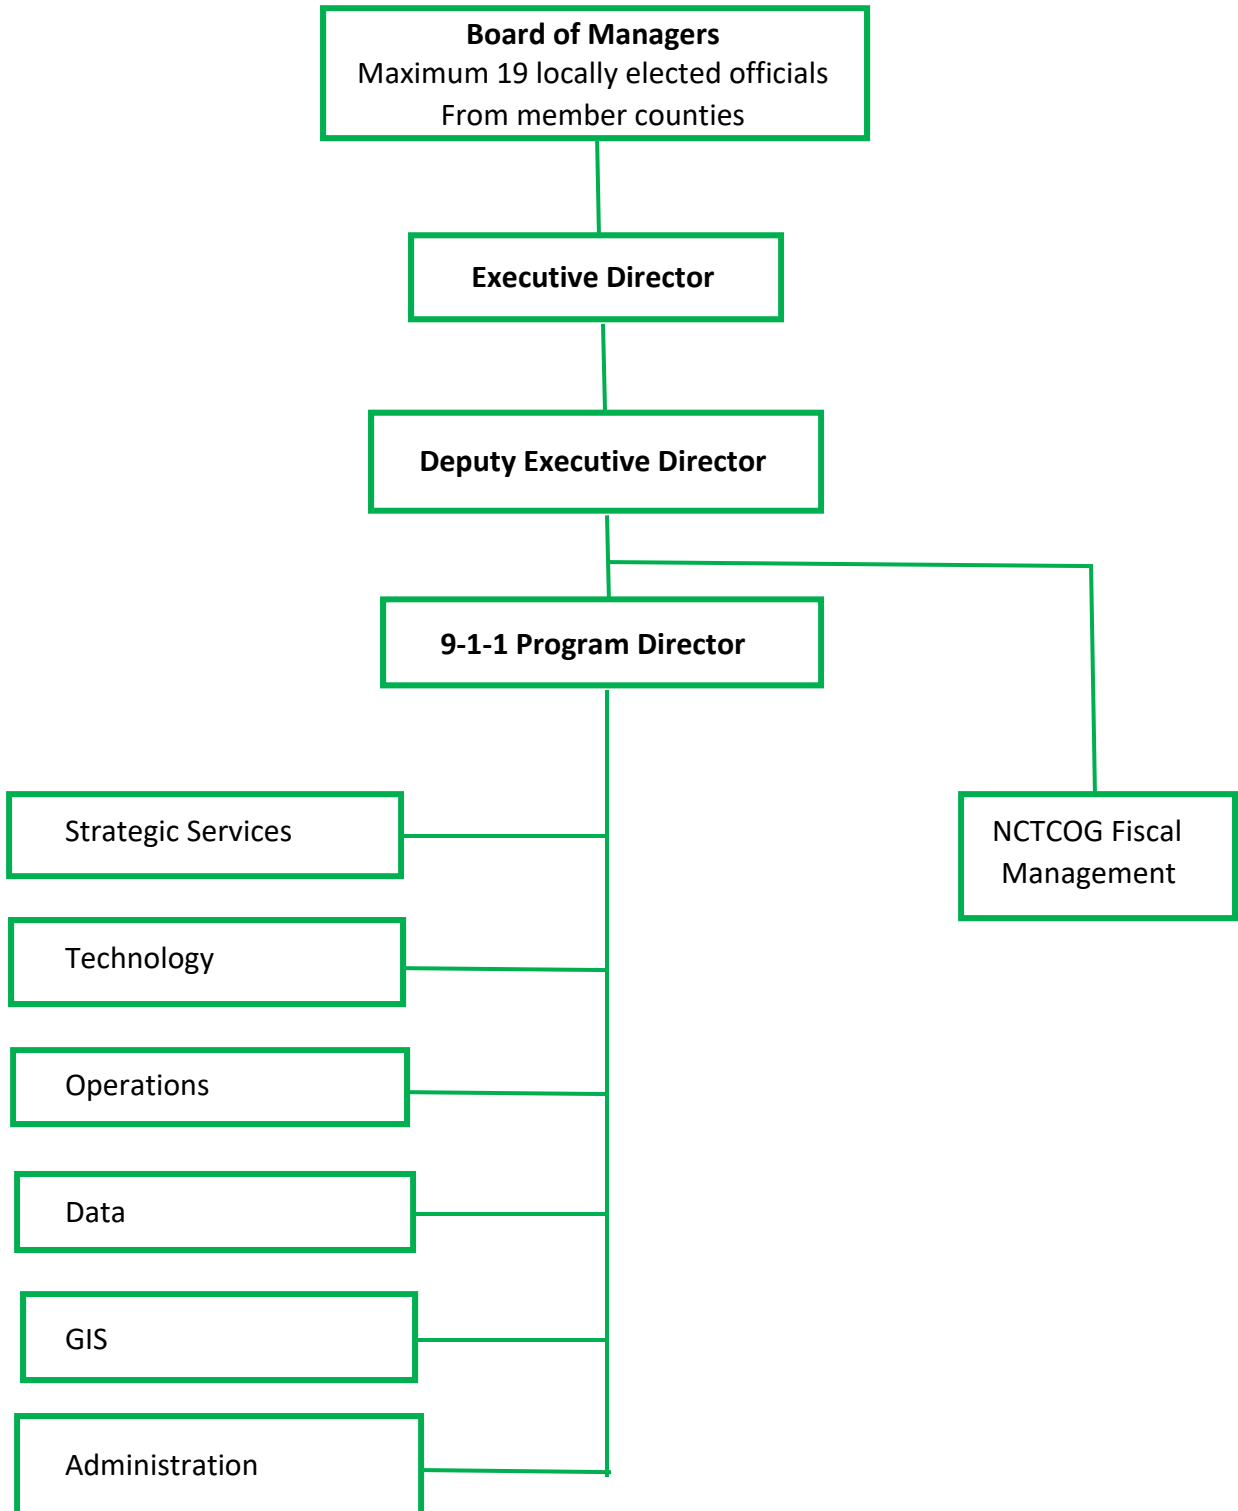 Board of Managers
Maximum 19 locally elected officials
From member counties
Executive Director
Deputy Executive Director
9-1-1 Program Director
Strategic Services
NCTCOG Fiscal
Management
Technology
Operations
Data
GIS
Administration